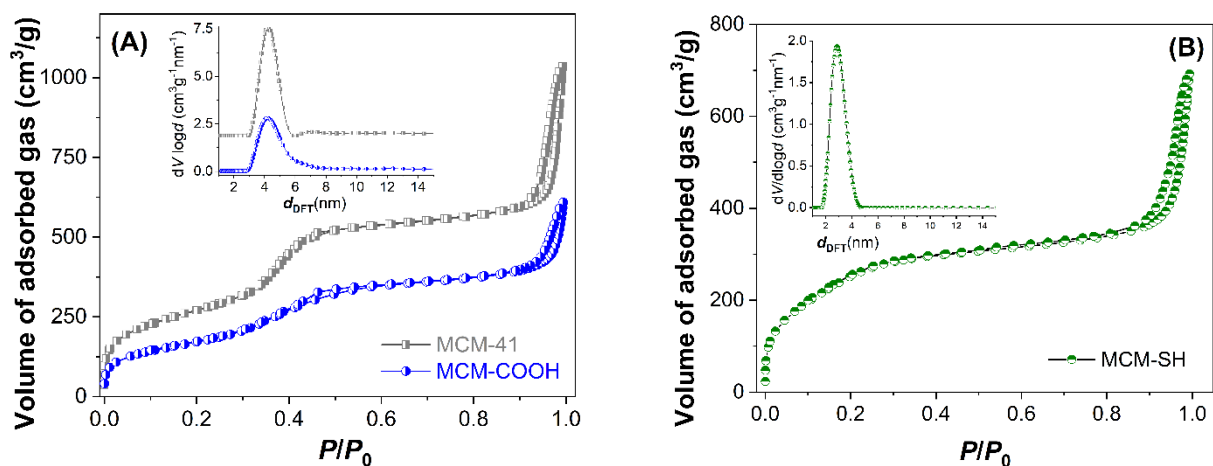 (A)
Volume of adsorbed gas (cm³/g)
1000
750
500
250
0
0.0 0.2 0.4 0.6 0.8 1.0
P/P₀
MCM-41
MCM-COOH
dV logd (cm³g⁻¹nm⁻¹)
7.5
5.0
2.5
0.0
2 4 6 8 10 12 14
d_DFT(nm)
(B)
Volume of adsorbed gas (cm³/g)
800
600
400
200
0
0.0 0.2 0.4 0.6 0.8 1.0
P/P₀
MCM-SH
dV/dlogd (cm³g⁻¹nm⁻¹)
2.0
1.5
1.0
0.5
0.0
2 4 6 8 10 12 14
d_DFT(nm)